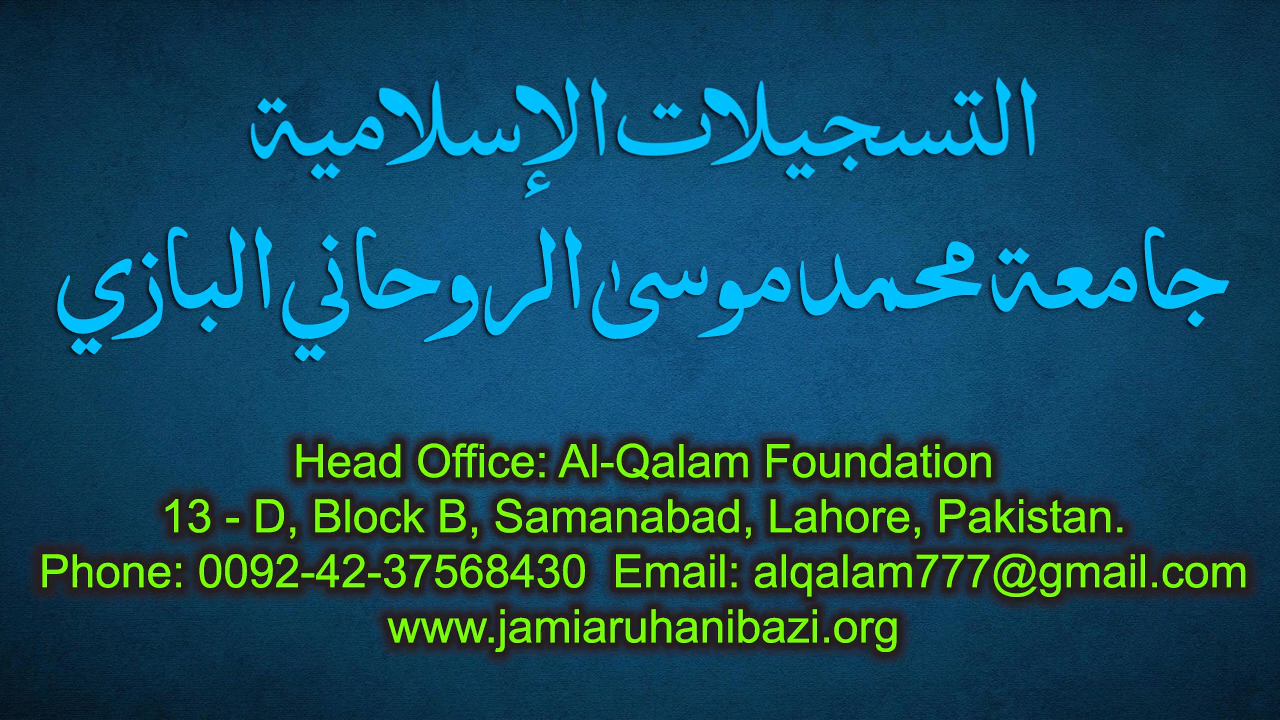 التسجيلات الإسلامية
جامعة محمد موسىٰ الروحاني البازي
Head Office: Al-Qalam Foundation
13 - D, Block B, Samanabad, Lahore, Pakistan.
Phone: 0092-42-37568430  Email: alqalam777@gmail.com
www.jamiaruhanibazi.org